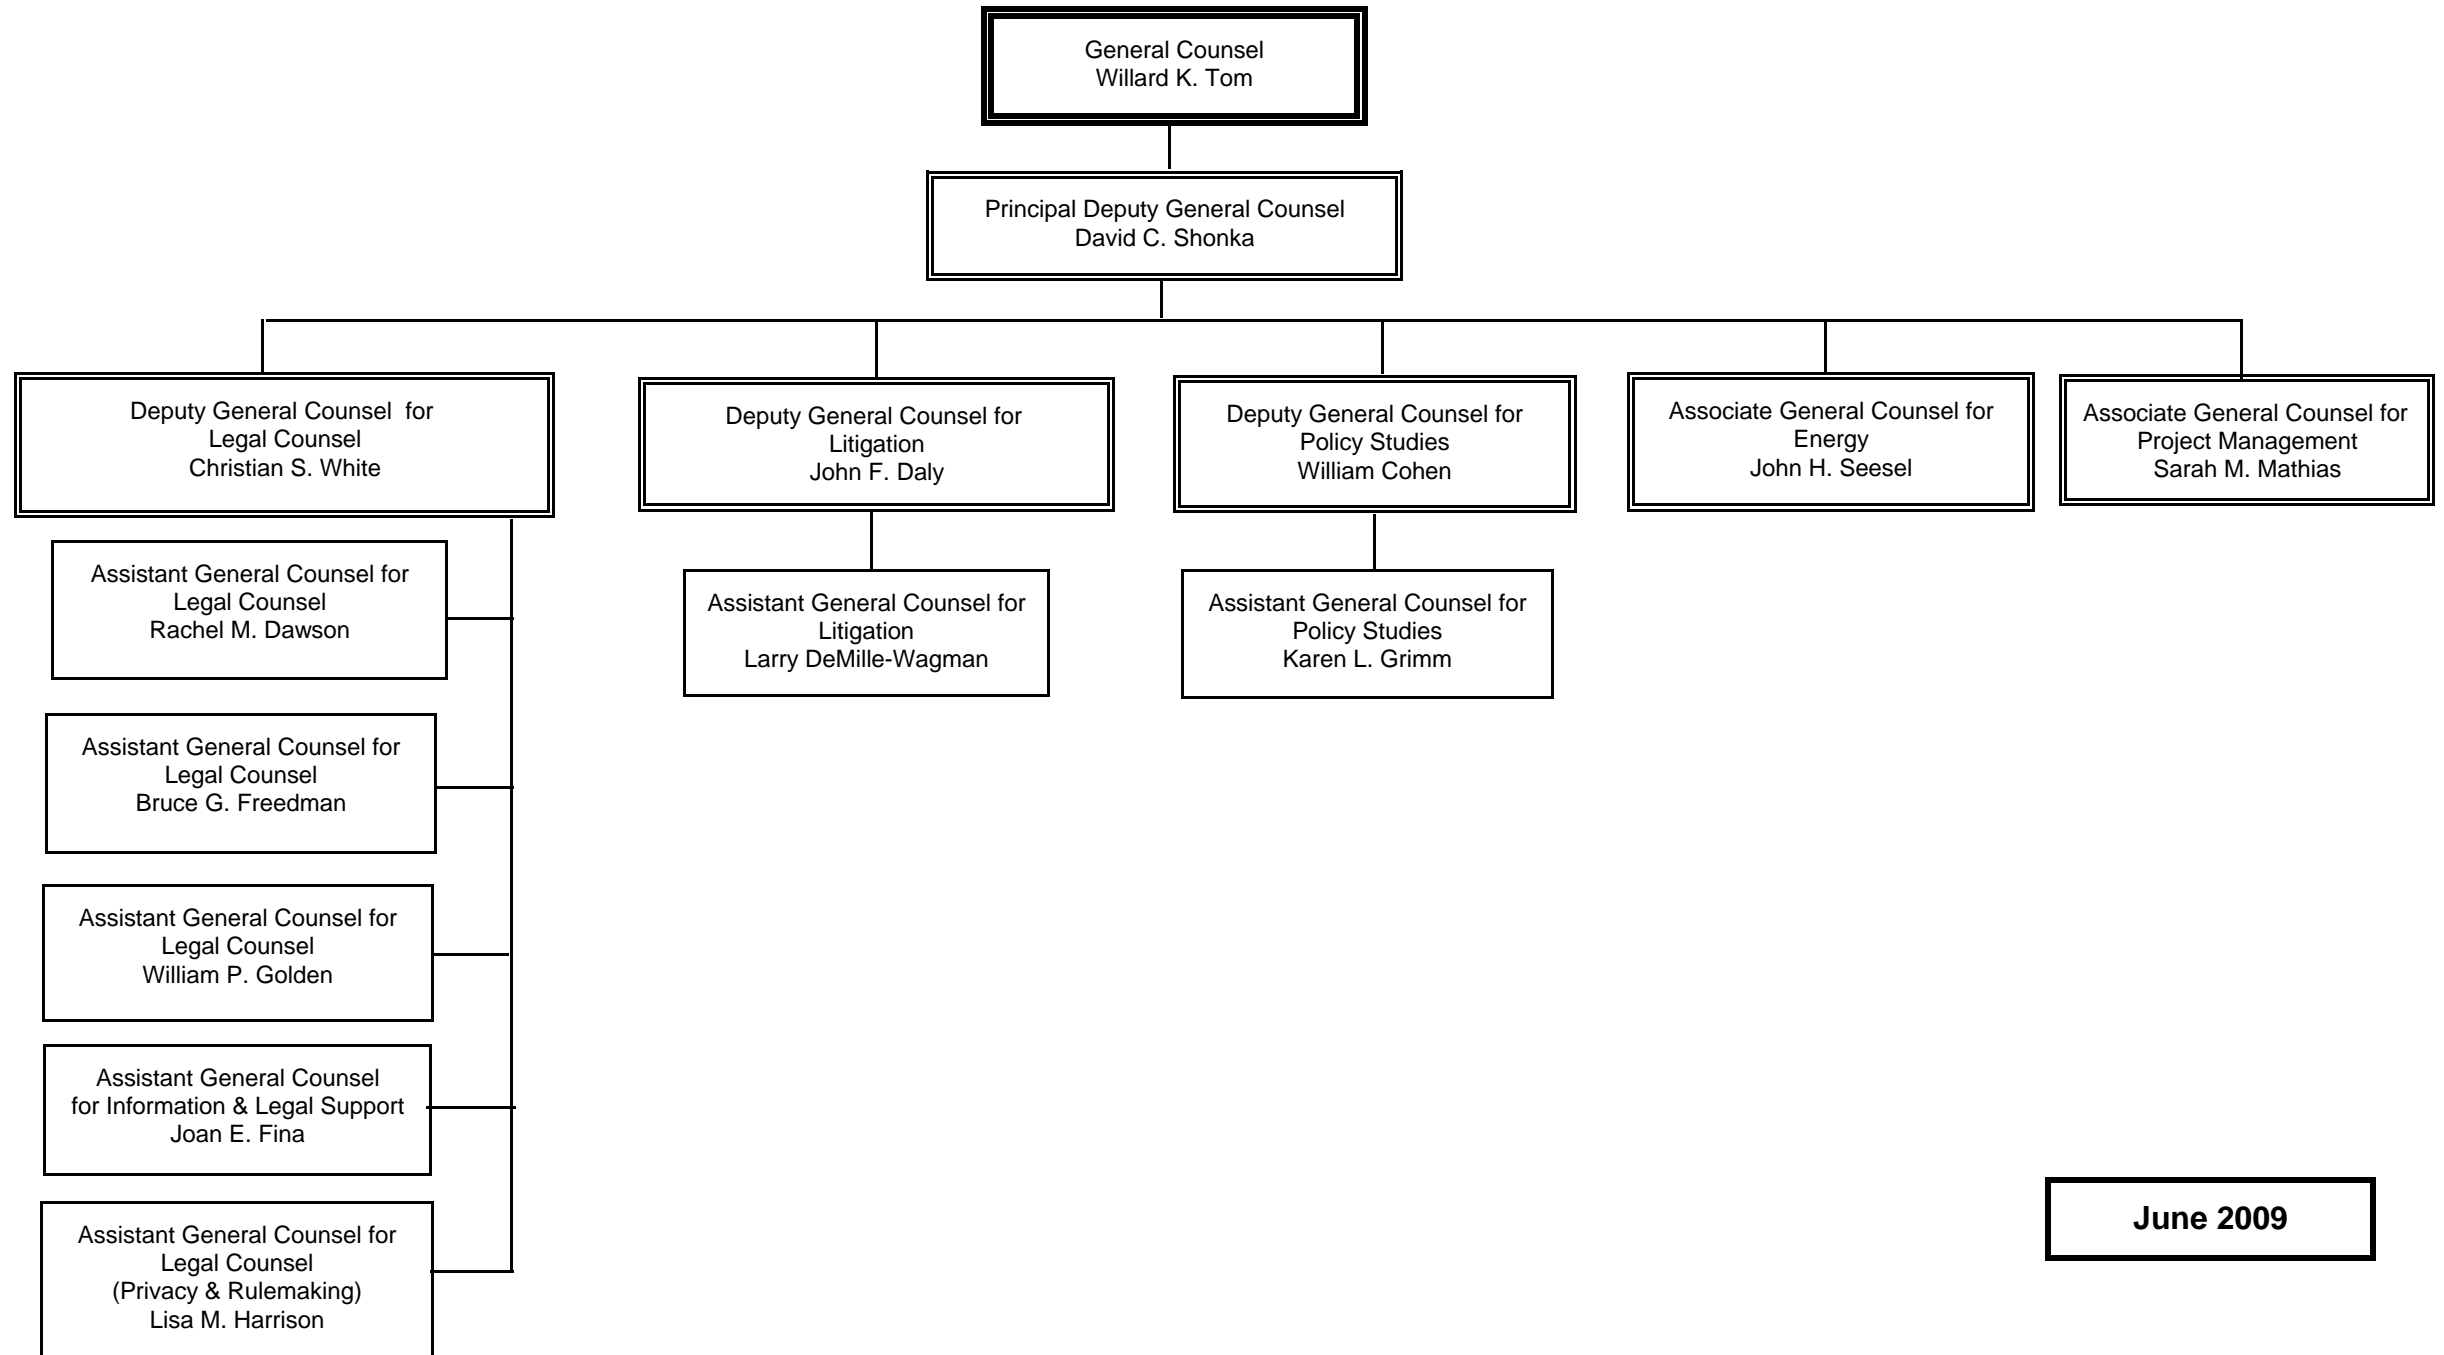 General Counsel
Willard K. Tom
Principal Deputy General Counsel
David C. Shonka
Deputy General Counsel for
Legal Counsel
Christian S. White
Deputy General Counsel for
Litigation
John F. Daly
Deputy General Counsel for
Policy Studies
William Cohen
Associate General Counsel for
Energy
John H. Seesel
Associate General Counsel for
Project Management
Sarah M. Mathias
Assistant General Counsel for
Legal Counsel
Rachel M. Dawson
Assistant General Counsel for
Litigation
Larry DeMille-Wagman
Assistant General Counsel for
Policy Studies
Karen L. Grimm
Assistant General Counsel for
Legal Counsel
Bruce G. Freedman
Assistant General Counsel for
Legal Counsel
William P. Golden
Assistant General Counsel
for Information & Legal Support
Joan E. Fina
Assistant General Counsel for
Legal Counsel
(Privacy & Rulemaking)
Lisa M. Harrison
June 2009